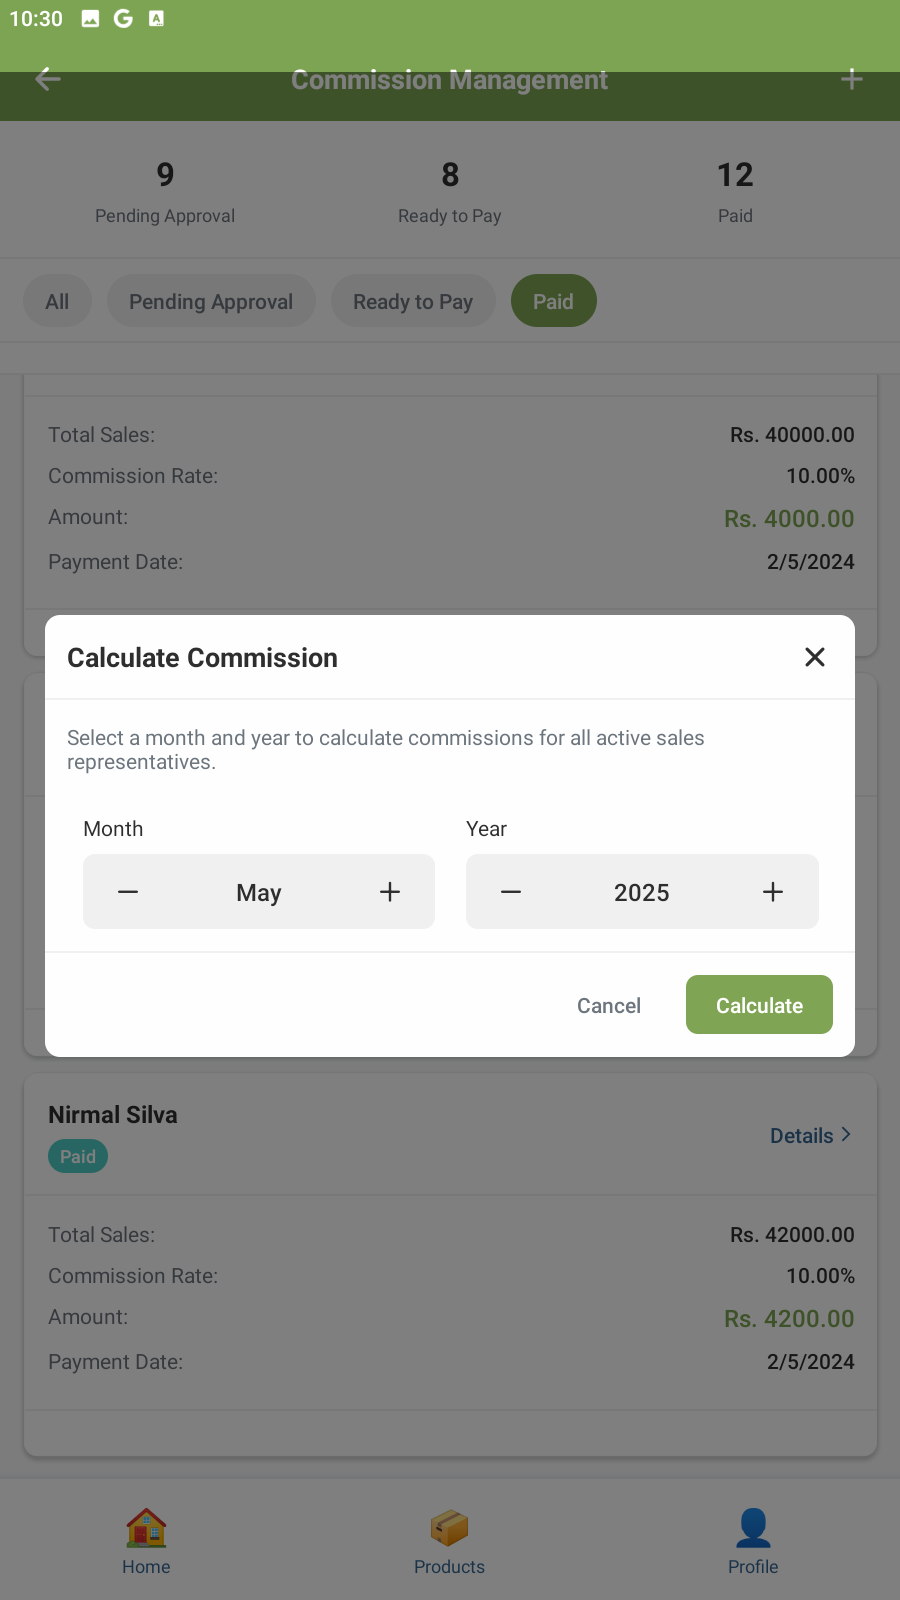 10:30
Commission Management
9
8
12
Pending Approval
Ready to Pay
Paid
All
Pending Approval
Ready to Pay
Paid
Total Sales:
Rs. 40000.00
Commission Rate:
10.00%
Amount:
Rs. 4000.00
Payment Date:
2/5/2024
Calculate Commission
Select a month and year to calculate commissions for all active sales
representatives.
Month
Year
May
2025
Cancel
Calculate
Nirmal Silva
Paid
Details
Total Sales:
Rs. 42000.00
Commission Rate:
10.00%
Amount:
Rs. 4200.00
Payment Date:
2/5/2024
Home
Products
Profile